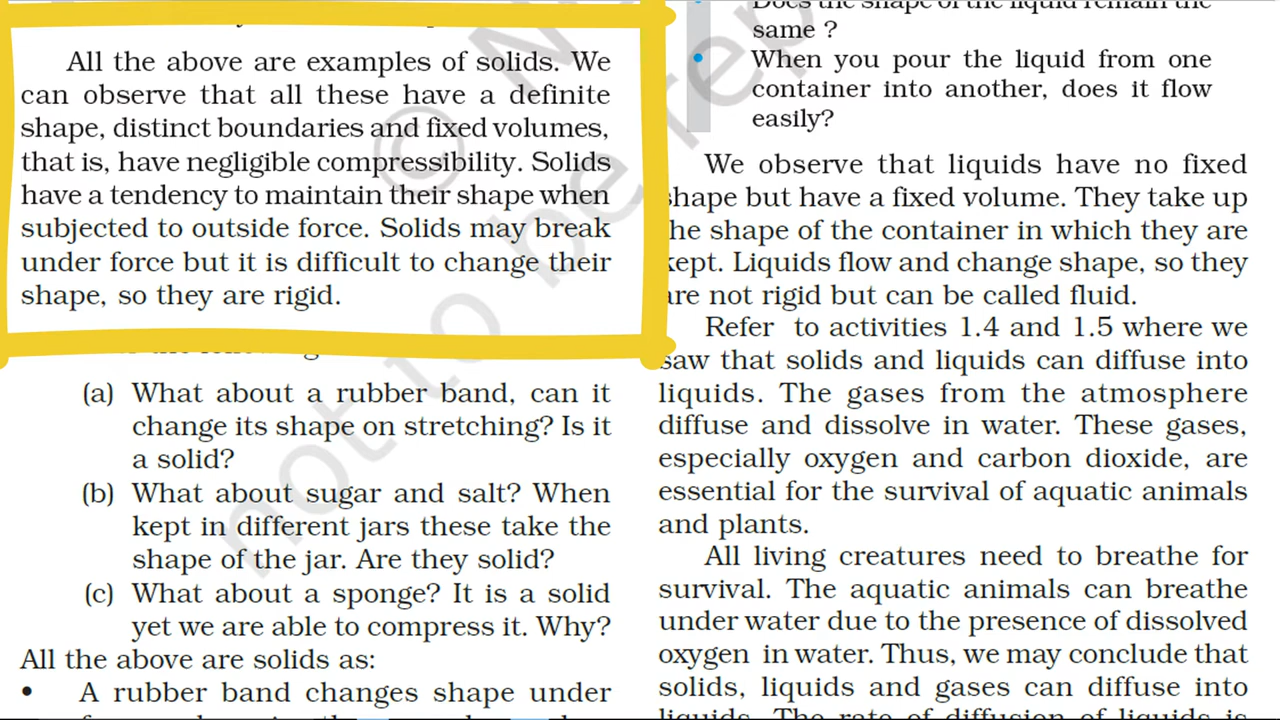 All the above are examples of solids. We
can observe that all these have a definite
shape, distinct boundaries and fixed volumes,
that is, have negligible compressibility. Solids
have a tendency to maintain their shape when
subjected to outside force. Solids may break
under force but it is difficult to change their
shape, so they are rigid.
(a) What about a rubber band, can it
change its shape on stretching? Is it
a solid?
(b) What about sugar and salt? When
kept in different jars these take the
shape of the jar. Are they solid?
(c) What about a sponge? It is a solid
yet we are able to compress it. Why?
All the above are solids as:
• A rubber band changes shape under
• Does the shape of the liquid remain the
same ?
• When you pour the liquid from one
container into another, does it flow
easily?
We observe that liquids have no fixed
shape but have a fixed volume. They take up
the shape of the container in which they are
kept. Liquids flow and change shape, so they
are not rigid but can be called fluid.
Refer to activities 1.4 and 1.5 where we
saw that solids and liquids can diffuse into
liquids. The gases from the atmosphere
diffuse and dissolve in water. These gases,
especially oxygen and carbon dioxide, are
essential for the survival of aquatic animals
and plants.
All living creatures need to breathe for
survival. The aquatic animals can breathe
under water due to the presence of dissolved
oxygen in water. Thus, we may conclude that
solids, liquids and gases can diffuse into
liquids. The rate of diffusion of liquids is
© N
not to be rep